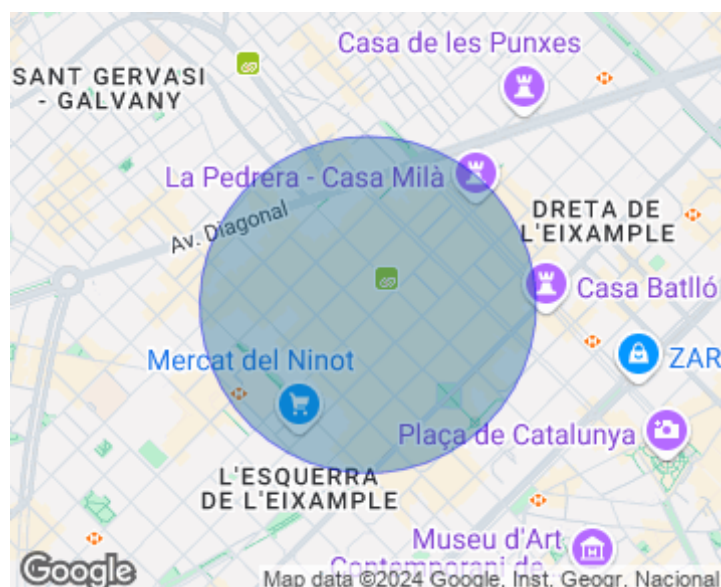 Casa de les Punxes
SANT GERVASI
- GALVANY
La Pedrera - Casa Milà
Av. Diagonal
DRETA DE
L'EIXAMPLE
Casa Batlló
Mercat del Ninot
ZAR
Plaça de Catalunya
L'ESQUERRA
DE L'EIXAMPLE
Museu d'Art
Contemporani de
Google
Map data ©2024 Google, Inst. Geogr. Nacional